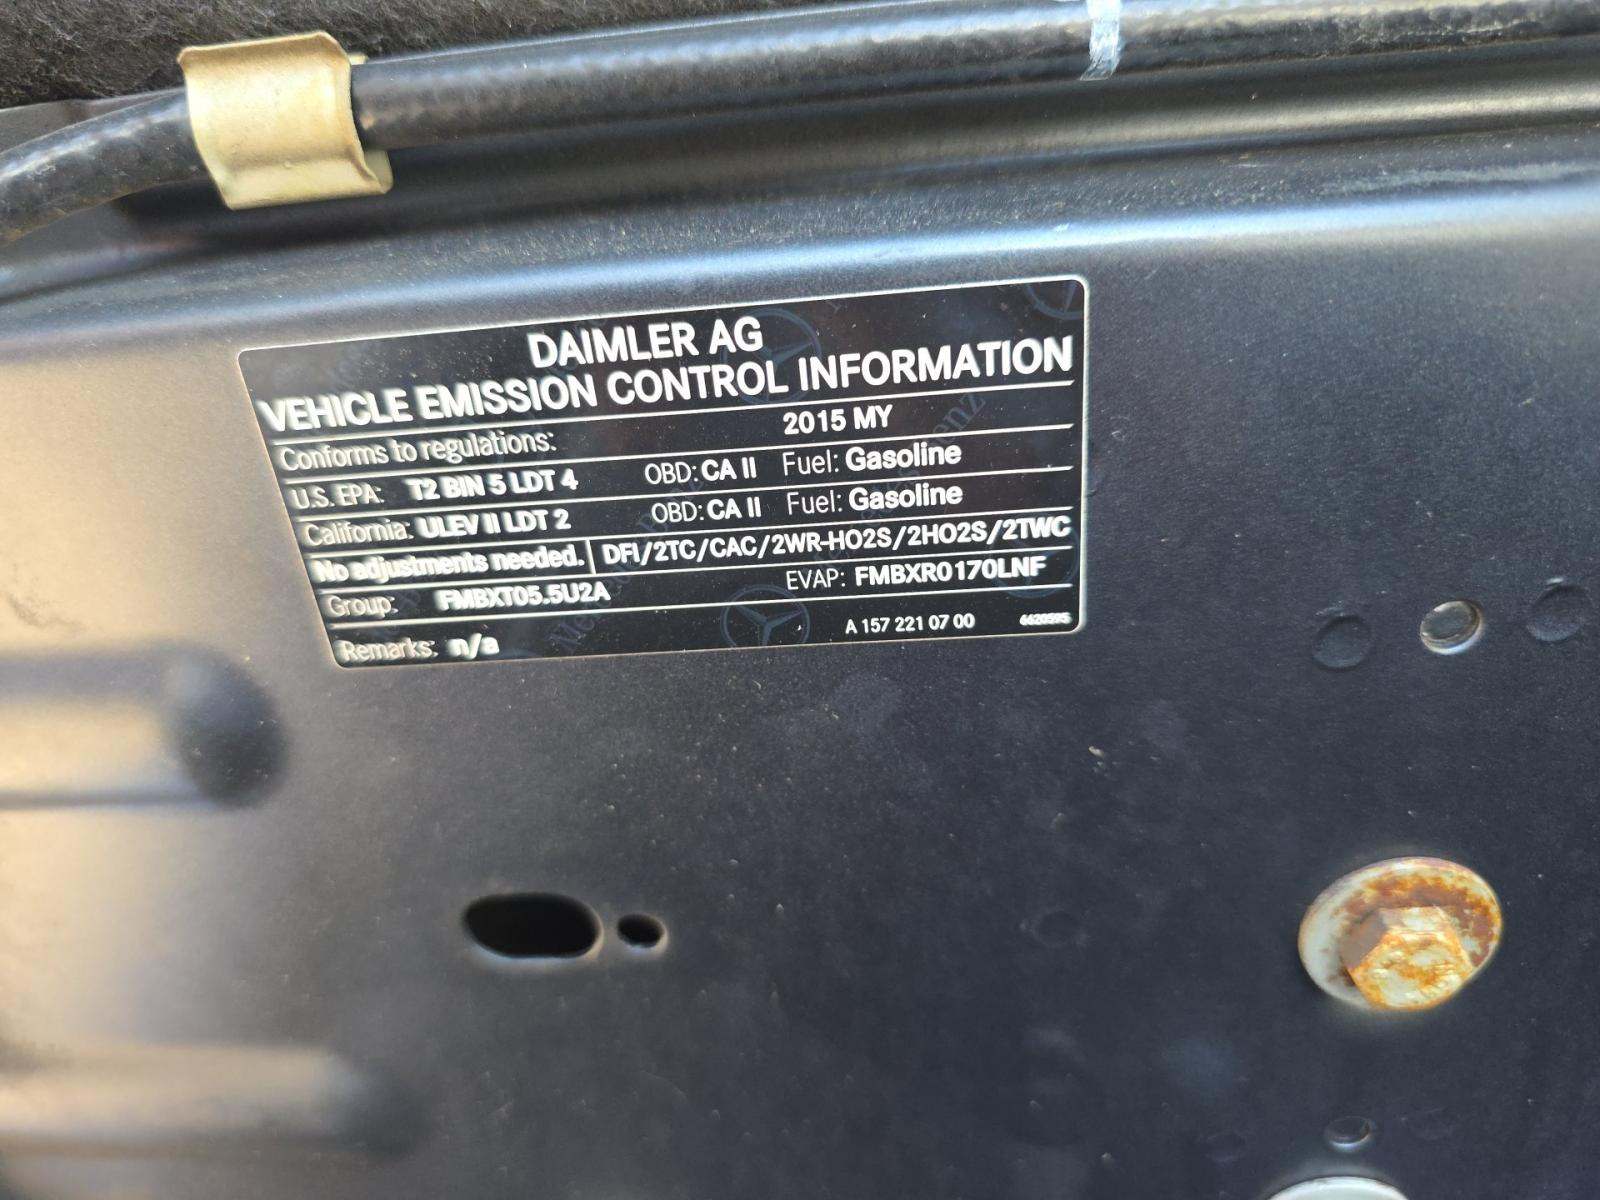 DAIMLER AG
VEHICLE EMISSION CONTROL INFORMATION
Conforms to regulations: 2015 MY
U.S. EPA: T2 BIN 5 LDT 4 OBD: CA II Fuel: Gasoline
California: ULEV II LDT 2 OBD: CA II Fuel: Gasoline
No adjustments needed. DFI/2TC/CAC/2WR-HO2S/2HO2S/2TWC
Group: FMBXT05.5U2A EVAP: FMBXR0170LNF
Remarks: n/a A 157 221 07 00